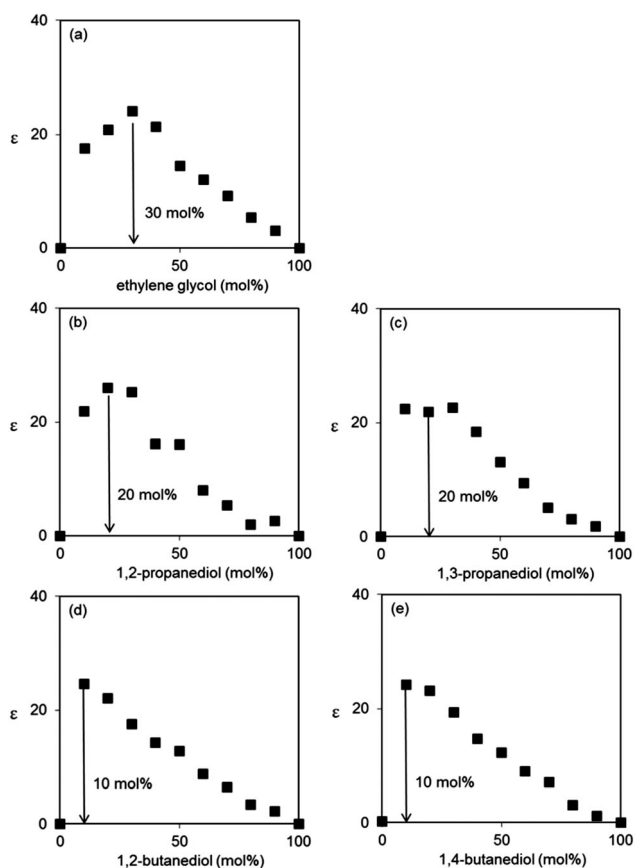 (a)
40
20
ε
0
30 mol%
0 50 100
ethylene glycol (mol%)
(b)
40
20
ε
0
20 mol%
0 50 100
1,2-propanediol (mol%)
(c)
40
20
ε
0
20 mol%
0 50 100
1,3-propanediol (mol%)
(d)
40
20
ε
0
10 mol%
0 50 100
1,2-butanediol (mol%)
(e)
40
20
ε
0
10 mol%
0 50 100
1,4-butanediol (mol%)